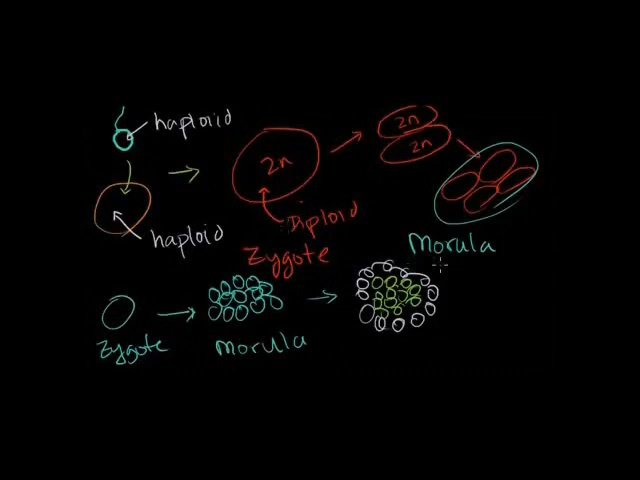 haploid
haploid
2n
Diploid
Zygote
2n
2n
Morula
zygote
morula